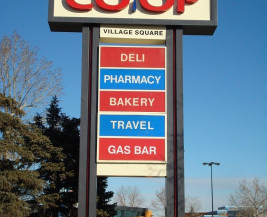 CO-OP
VILLAGE SQUARE
DELI
PHARMACY
BAKERY
TRAVEL
GAS BAR